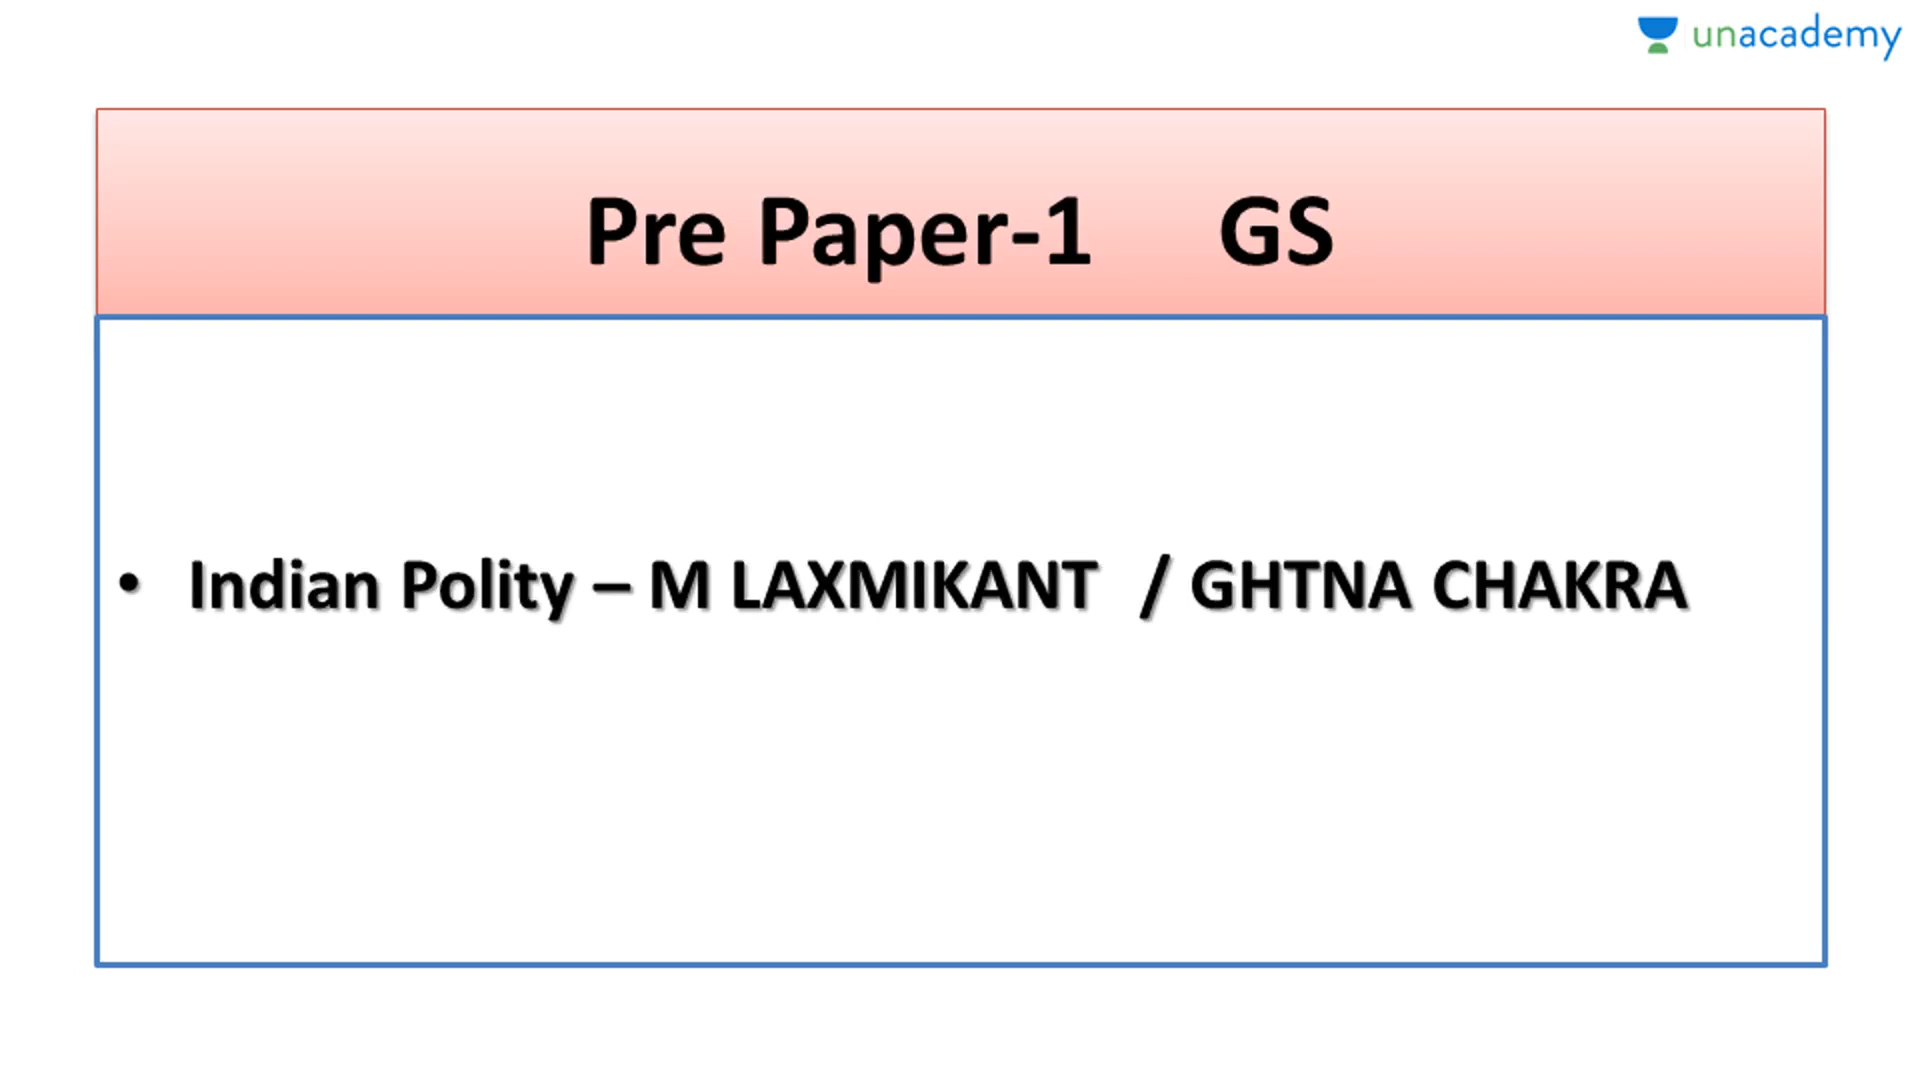 unacademy
Pre Paper-1 GS
• Indian Polity – M LAXMIKANT / GHTNA CHAKRA